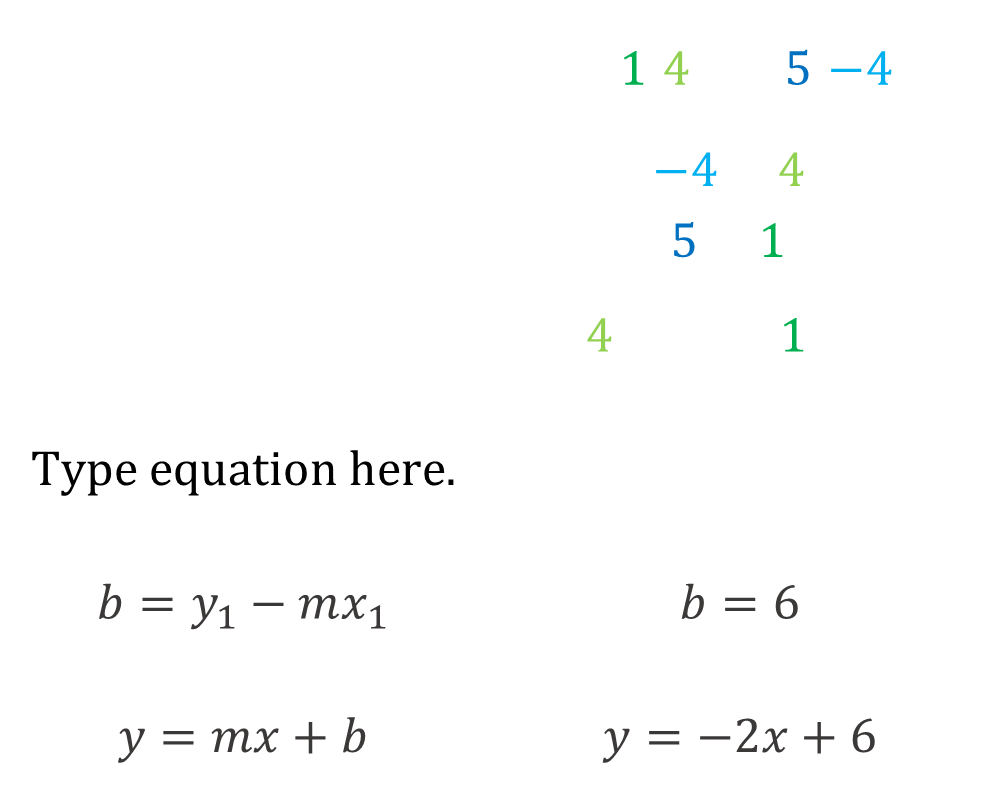 1 4 5 −4
−4 4
5 1
4 1
Type equation here.
b = y₁ − mx₁ b = 6
y = mx + b y = −2x + 6